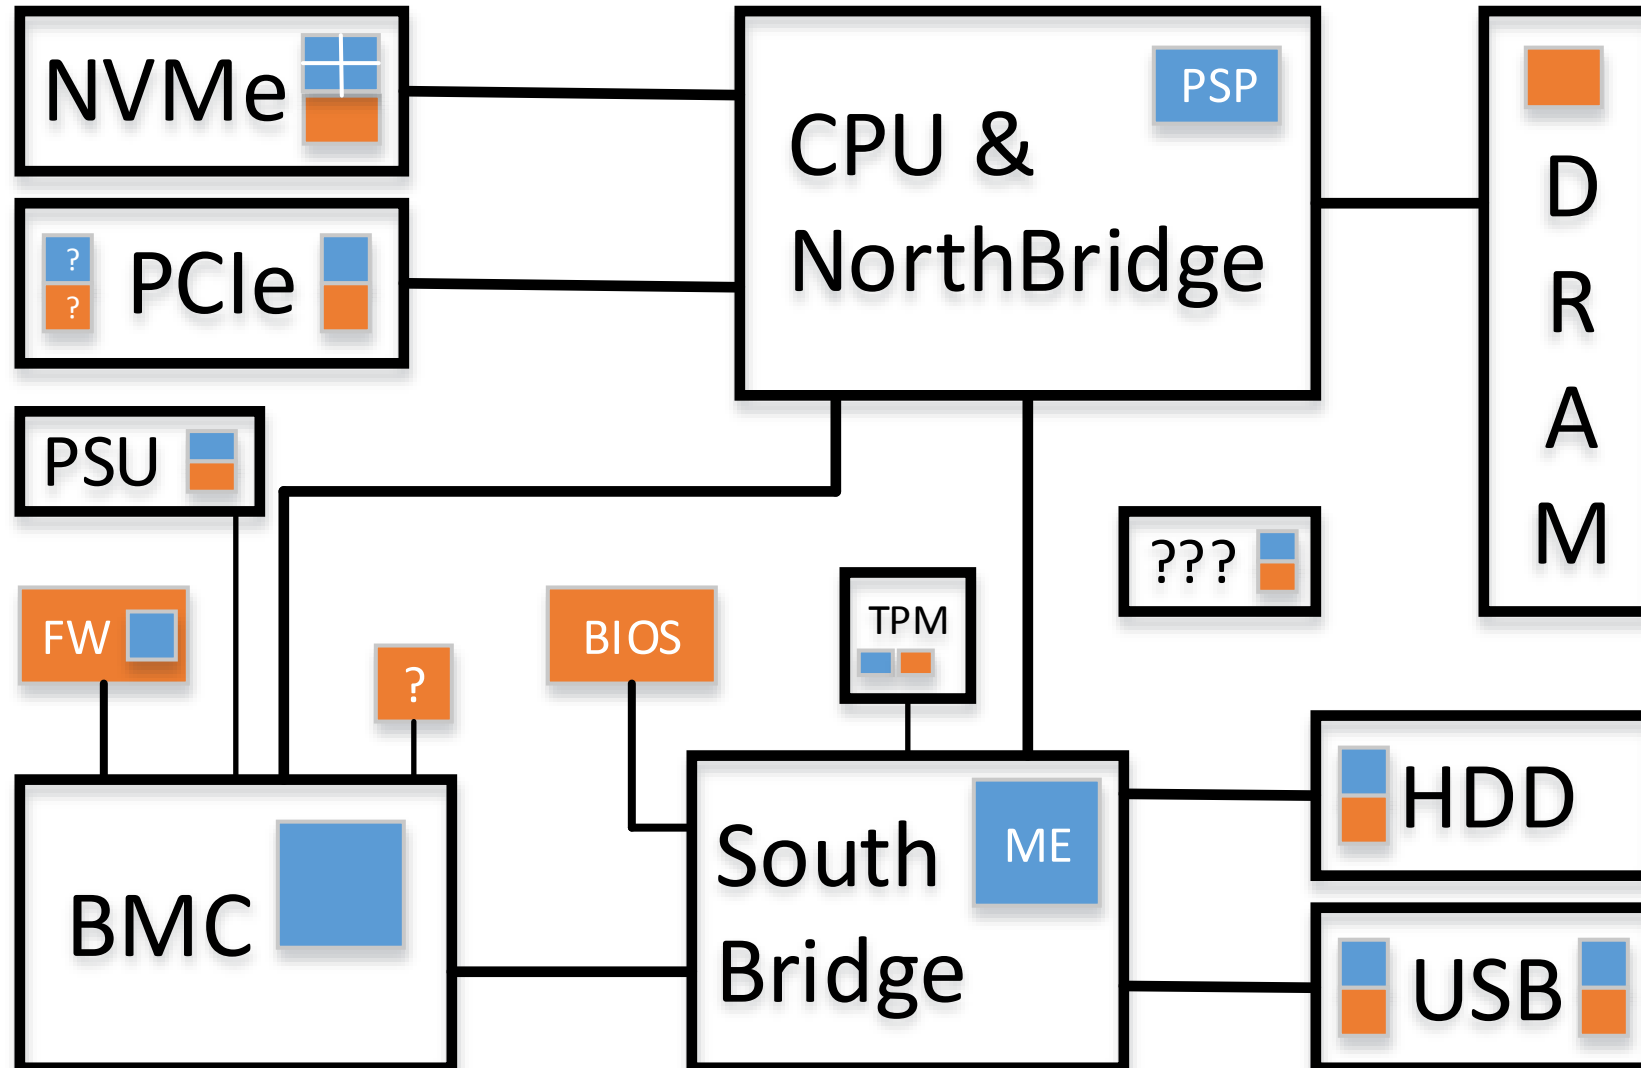 NVMe
CPU &
NorthBridge
PSP
D
R
A
M
?
?
PCIe
PSU
???
FW
?
BIOS
TPM
BMC
South
Bridge
ME
HDD
USB